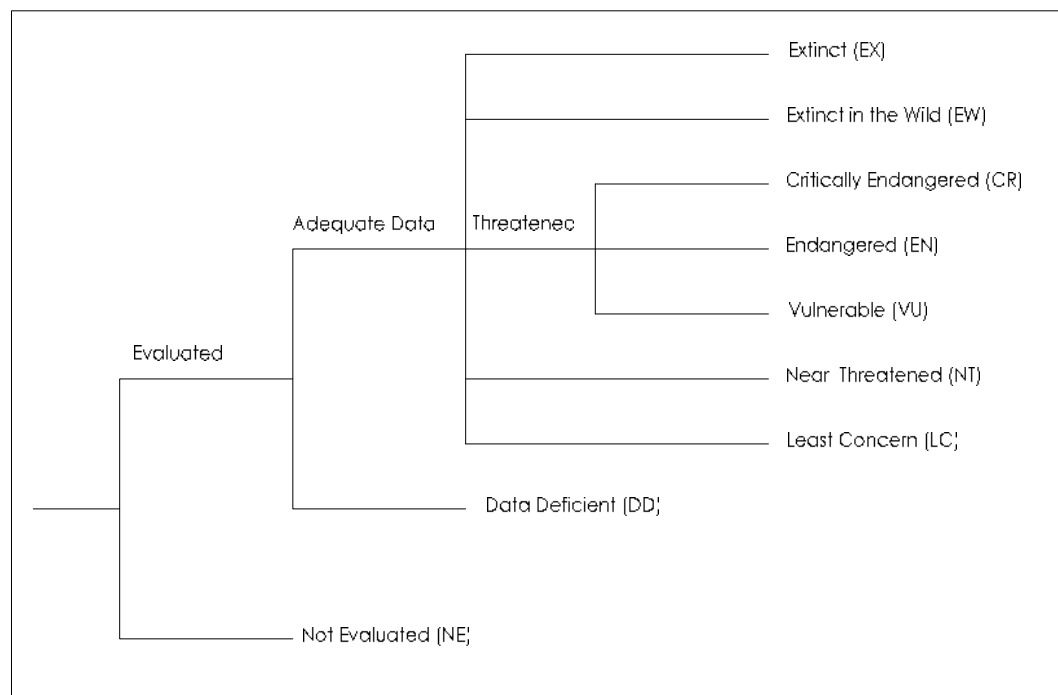 Extinct (EX)
Extinct in the Wild (EW)
Critically Endangered (CR)
Adequate Data
Threatenec
Endangered (EN)
Vulnerable (VU)
Evaluated
Near Threatened (NT)
Least Concern (LC)
Data Deficient (DD)
Not Evaluated (NE)